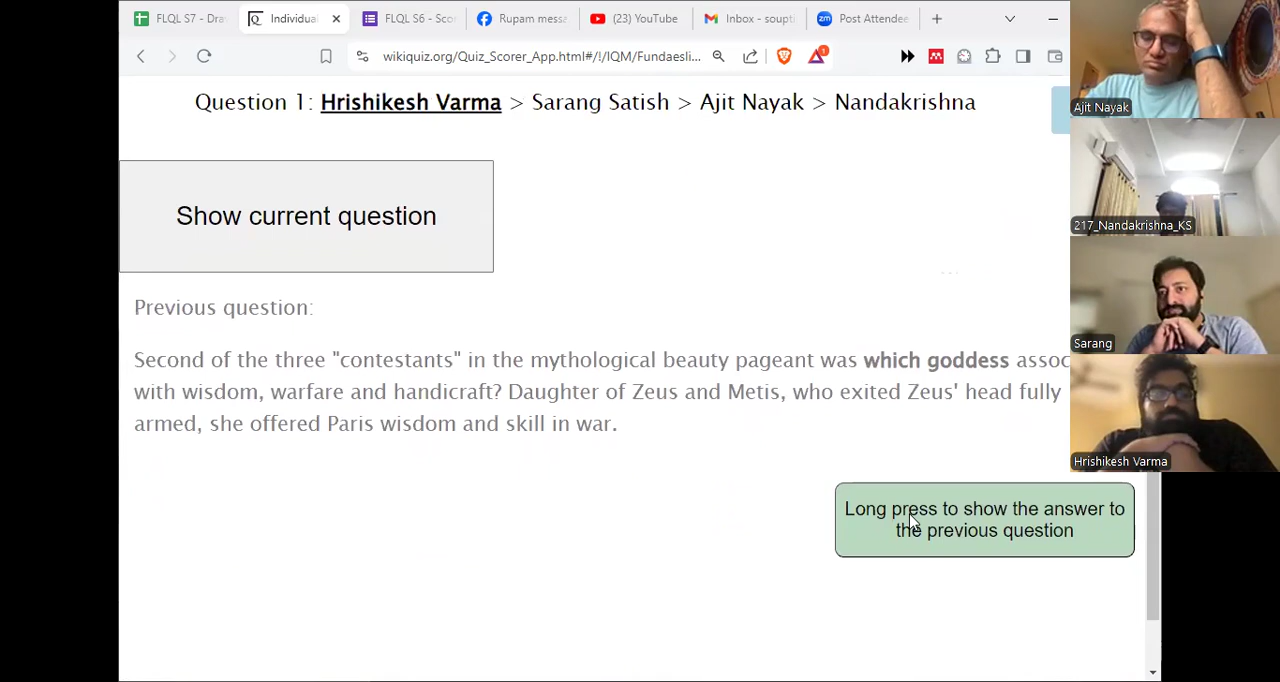 FLQL S7 - Dra
Individual
FLQL S6 - Sco
Rupam mess
(23) YouTube
Inbox - soupti
Post Attendee
wikiquiz.org/Quiz_Scorer_App.html#/!/IQM/Fundaesli...
1
Question 1: Hrishikesh Varma > Sarang Satish > Ajit Nayak > Nandakrishna
Show current question
Previous question:
Second of the three "contestants" in the mythological beauty pageant was which goddess assoc
with wisdom, warfare and handicraft? Daughter of Zeus and Metis, who exited Zeus' head fully
armed, she offered Paris wisdom and skill in war.
Long press to show the answer to
the previous question
Ajit Nayak
217_Nandakrishna_KS
Sarang
Hrishikesh Varma